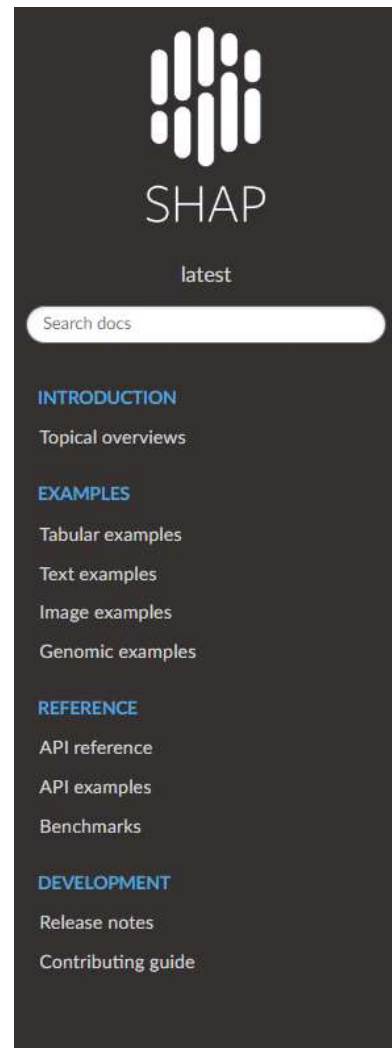 SHAP
latest
Search docs
INTRODUCTION
Topical overviews
EXAMPLES
Tabular examples
Text examples
Image examples
Genomic examples
REFERENCE
API reference
API examples
Benchmarks
DEVELOPMENT
Release notes
Contributing guide